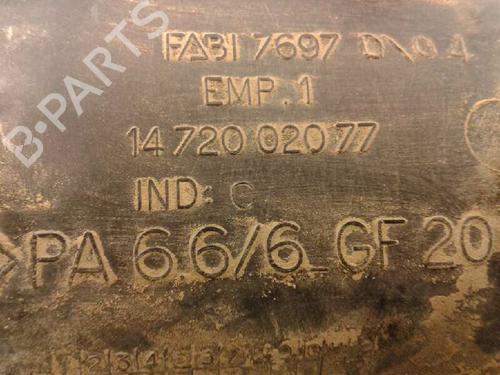 FABI 7697
EMP.1
14 720 020 77
IND: C
>PA 6.6/6_GF 20
B-PARTS